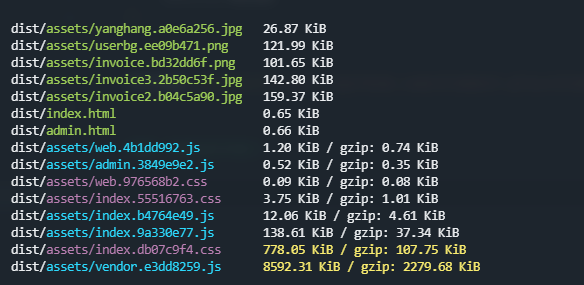 dist/assets/yanghang.a0e6a256.jpg 26.87 KiB
dist/assets/userbg.ee09b471.png 121.99 KiB
dist/assets/invoice.bd32dd6f.png 101.65 KiB
dist/assets/invoice3.2b50c53f.jpg 142.80 KiB
dist/assets/invoice2.b04c5a90.jpg 159.37 KiB
dist/index.html 0.65 KiB
dist/admin.html 0.66 KiB
dist/assets/web.4b1dd992.js 1.20 KiB / gzip: 0.74 KiB
dist/assets/admin.3849e9e2.js 0.52 KiB / gzip: 0.35 KiB
dist/assets/web.976568b2.css 0.09 KiB / gzip: 0.08 KiB
dist/assets/index.55516763.css 3.75 KiB / gzip: 1.01 KiB
dist/assets/index.b4764e49.js 12.06 KiB / gzip: 4.61 KiB
dist/assets/index.9a330e77.js 138.61 KiB / gzip: 37.34 KiB
dist/assets/index.db07c9f4.css 778.05 KiB / gzip: 107.75 KiB
dist/assets/vendor.e3dd8259.js 8592.31 KiB / gzip: 2279.68 KiB